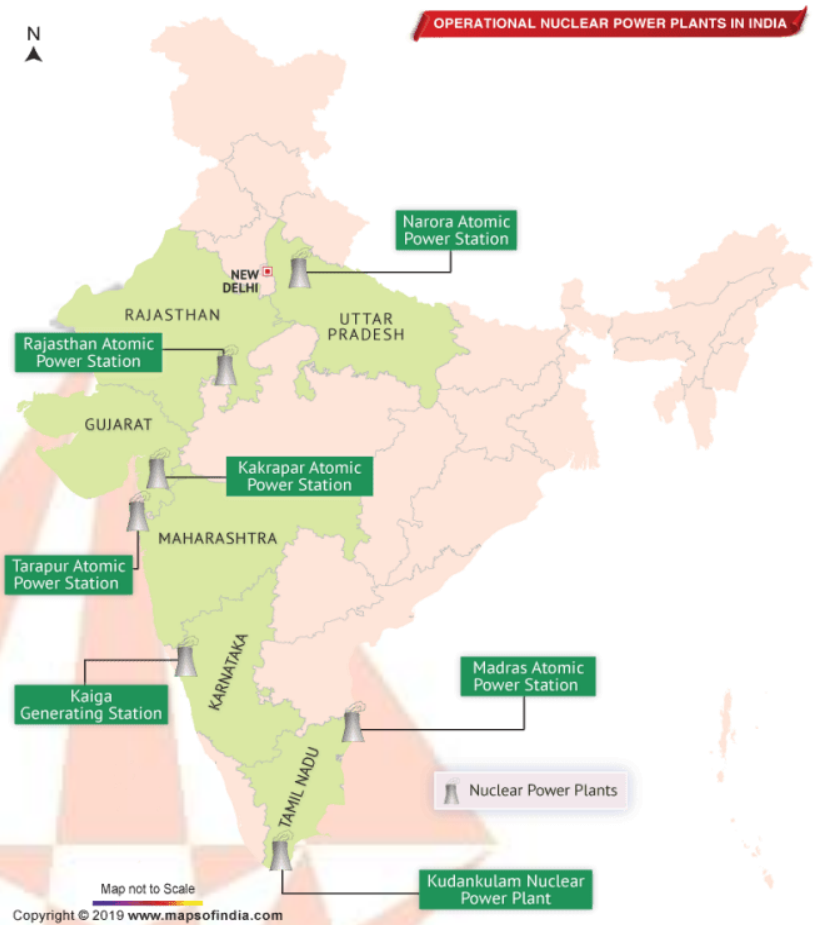 OPERATIONAL NUCLEAR POWER PLANTS IN INDIA
N
Narora Atomic
Power Station
NEW
DELHI
RAJASTHAN
UTTAR
PRADESH
Rajasthan Atomic
Power Station
GUJARAT
Kakrapar Atomic
Power Station
MAHARASHTRA
Tarapur Atomic
Power Station
KARNATAKA
Madras Atomic
Power Station
Kaiga
Generating Station
TAMIL NADU
Nuclear Power Plants
Kudankulam Nuclear
Power Plant
Map not to Scale
Copyright © 2019 www.mapsofindia.com